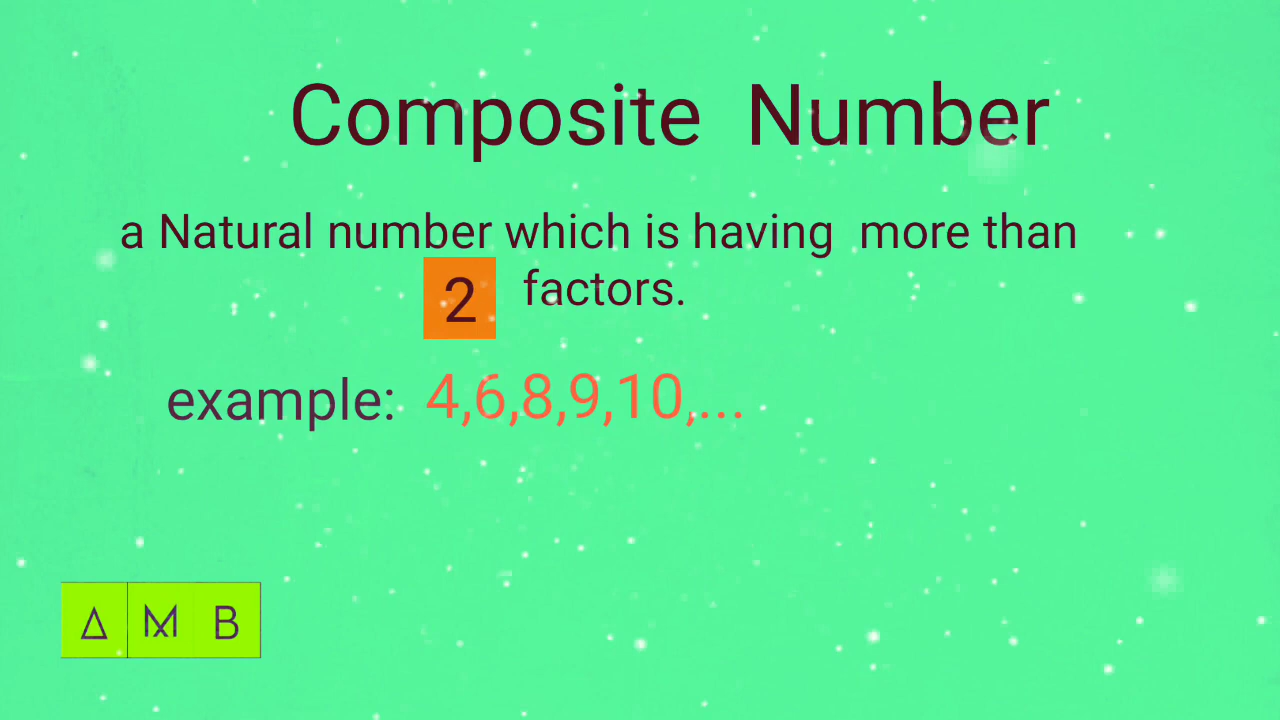 Composite Number
a Natural number which is having more than
2 factors.
example: 4,6,8,9,10,...
Δ M B